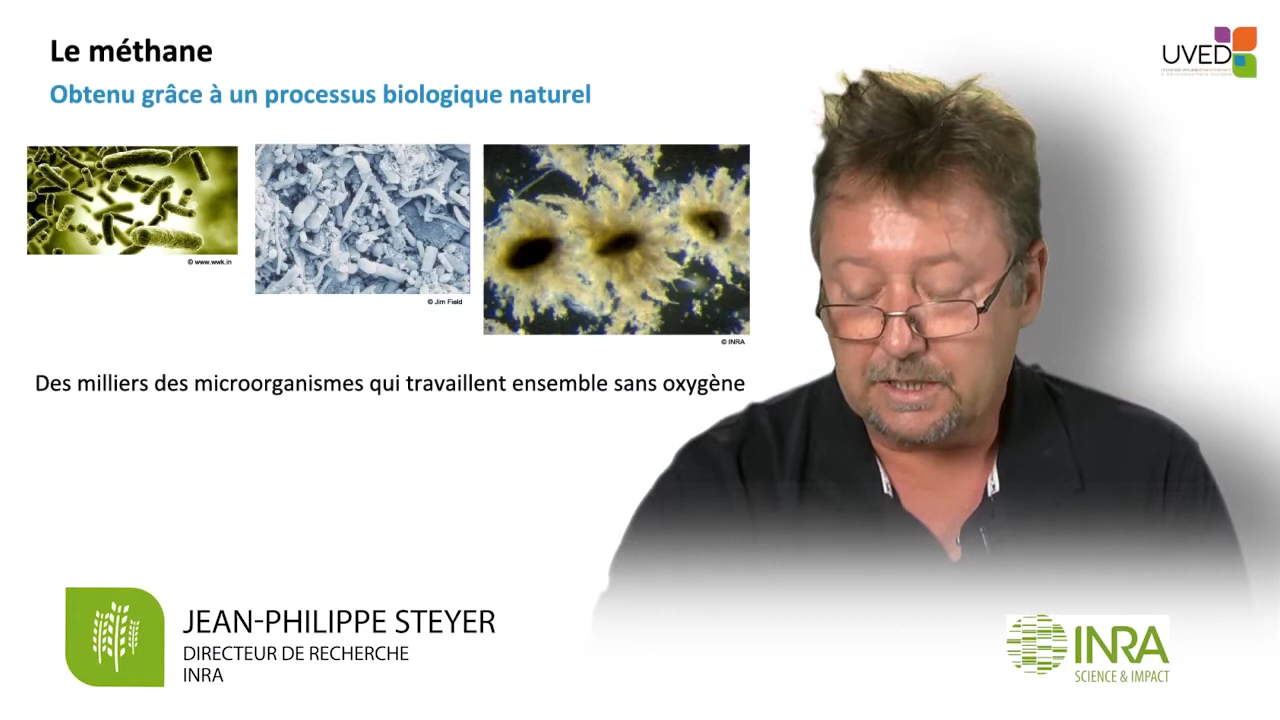 Le méthane
Obtenu grâce à un processus biologique naturel
UVED
© www.wwk.in
© Jim Field
© INRA
Des milliers des microorganismes qui travaillent ensemble sans oxygène
JEAN-PHILIPPE STEYER
DIRECTEUR DE RECHERCHE
INRA
INRA
SCIENCE & IMPACT